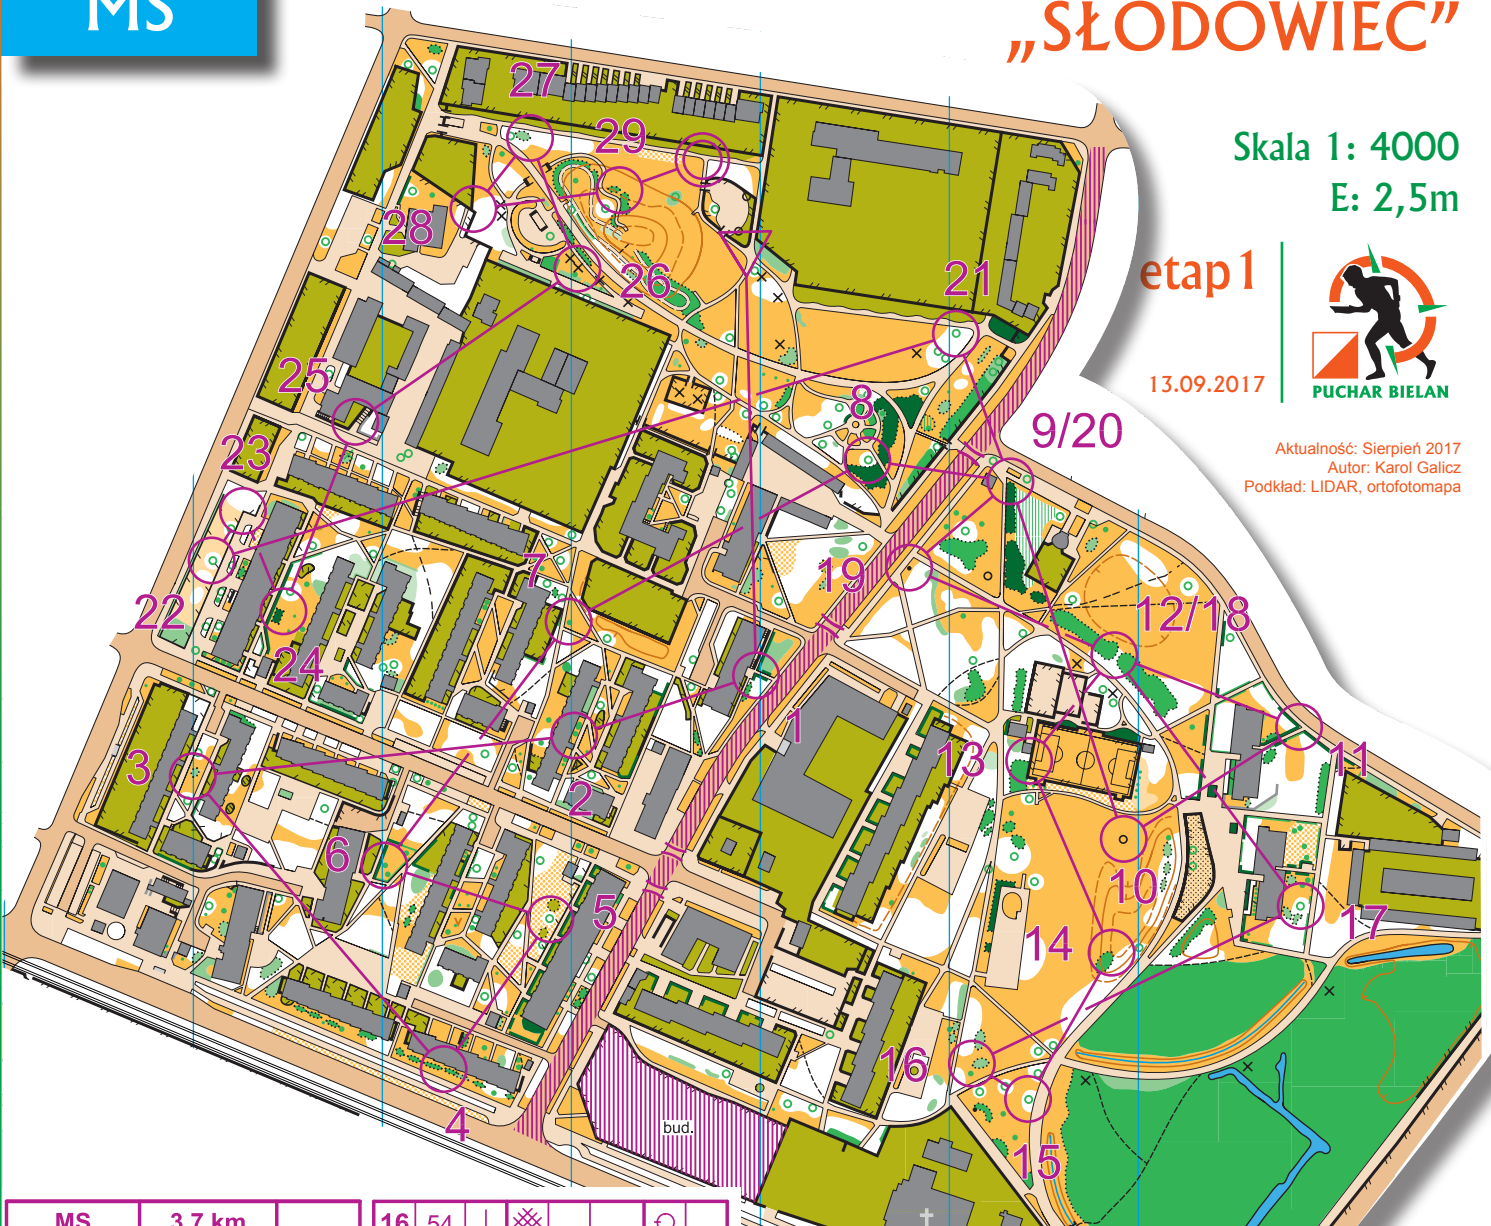 MS
„SŁODOWIEC”
Skala 1: 4000
E: 2,5m
etap 1
13.09.2017
PUCHAR BIELAN
Aktualność: Sierpień 2017
Autor: Karol Galicz
Podkład: LIDAR, ortofotomapa
27
29
28
26
21
25
8
9/20
23
7
19
12/18
22
24
1
13
11
3
2
6
10
5
14
17
16
4
bud.
15
MS 3,7 km
16 54